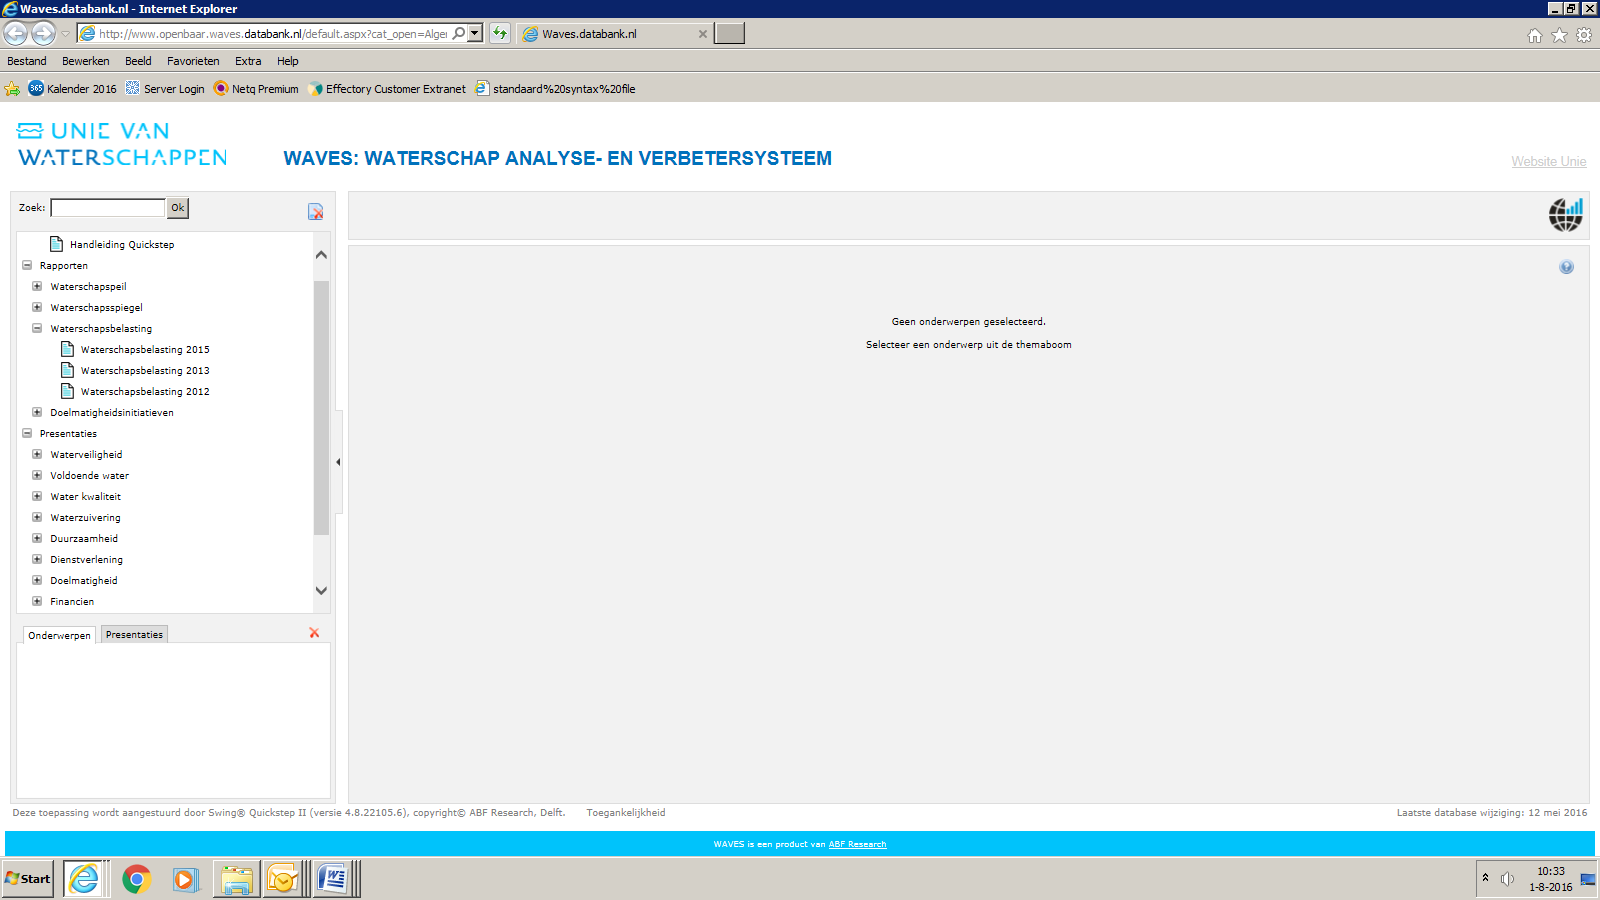 Waves.databank.nl - Internet Explorer
http://www.openbaar.waves.databank.nl/default.aspx?cat_open=Alger
Waves.databank.nl
Bestand Bewerken Beeld Favorieten Extra Help
365 Kalender 2016 Server Login Netq Premium Effectory Customer Extranet standaard%20syntax%20file
UNIE VAN
WATERSCHAPPEN
WAVES: WATERSCHAP ANALYSE- EN VERBETERSYSTEEM
Website Unie
Zoek: Ok
Handleiding Quickstep
Rapporten
Waterschapspeil
Waterschapsspiegel
Waterschapsbelasting
Waterschapsbelasting 2015
Waterschapsbelasting 2013
Waterschapsbelasting 2012
Doelmatigheidsinitiatieven
Presentaties
Waterveiligheid
Voldoende water
Water kwaliteit
Waterzuivering
Duurzaamheid
Dienstverlening
Doelmatigheid
Financien
Onderwerpen Presentaties
Geen onderwerpen geselecteerd.
Selecteer een onderwerp uit de themaboom
Deze toepassing wordt aangestuurd door Swing® Quickstep II (versie 4.8.22105.6), copyright© ABF Research, Delft. Toegankelijkheid
Laatste database wijziging: 12 mei 2016
WAVES is een product van ABF Research
Start
10:33
1-8-2016